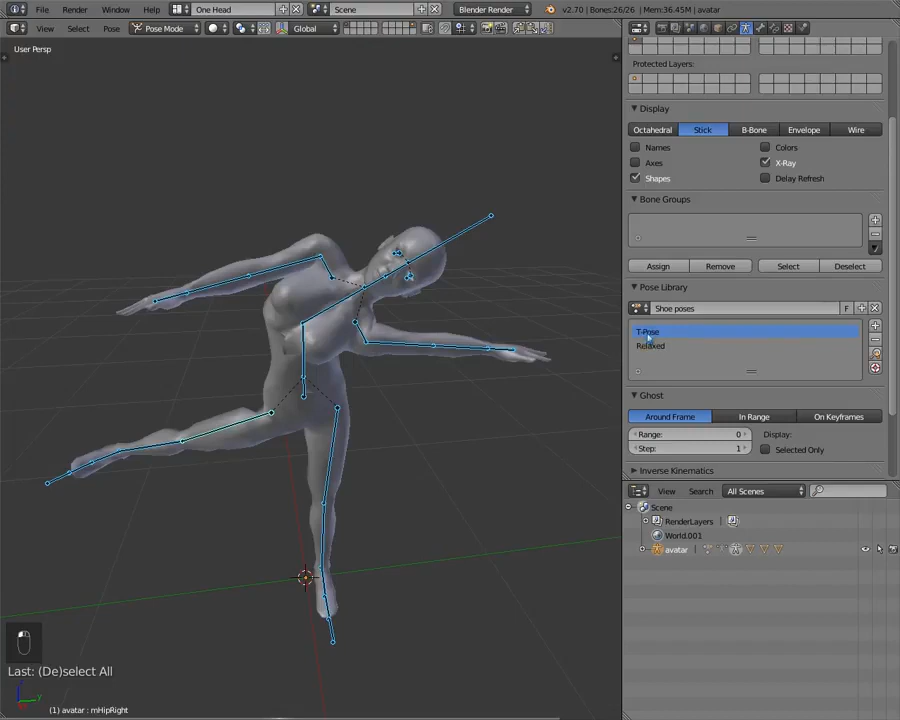 File Render Window Help One Head Scene Blender Render v2.70 | Bones:26/26 | Mem:36.45M | avatar
View Select Pose Pose Mode Global
User Persp
Protected Layers:
Display
Octahedral Stick B-Bone Envelope Wire
Names Colors
Axes X-Ray
Shapes Delay Refresh
Bone Groups
Assign Remove Select Deselect
Pose Library
Shoe poses F
T-Pose
Relaxed
Ghost
Around Frame In Range On Keyframes
Range: 0 Display:
Step: 1 Selected Only
Inverse Kinematics
View Search All Scenes
Scene
RenderLayers
World.001
avatar
Last: (De)select All
(1) avatar : mHipRight